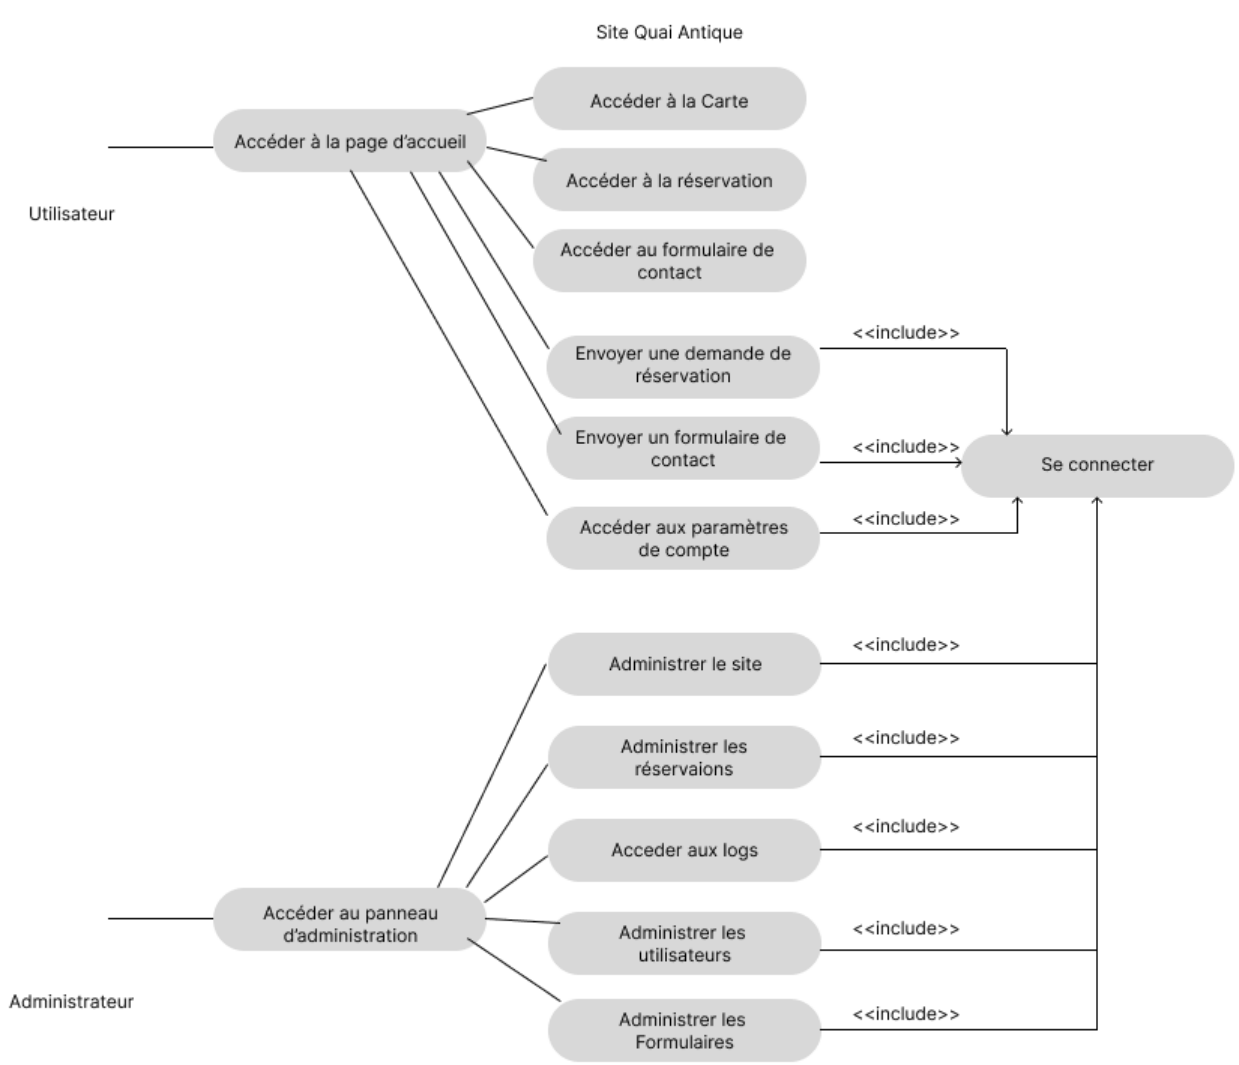 Site Quai Antique
Accéder à la Carte
Accéder à la page d'accueil
Accéder à la réservation
Utilisateur
Accéder au formulaire de
contact
<<include>>
Envoyer une demande de
réservation
Envoyer un formulaire de
contact
<<include>>
Se connecter
Accéder aux paramètres
de compte
<<include>>
Administrer le site
<<include>>
Administrer les
réservaions
<<include>>
Acceder aux logs
<<include>>
Accéder au panneau
d'administration
Administrer les
utilisateurs
<<include>>
Administrateur
Administrer les
Formulaires
<<include>>